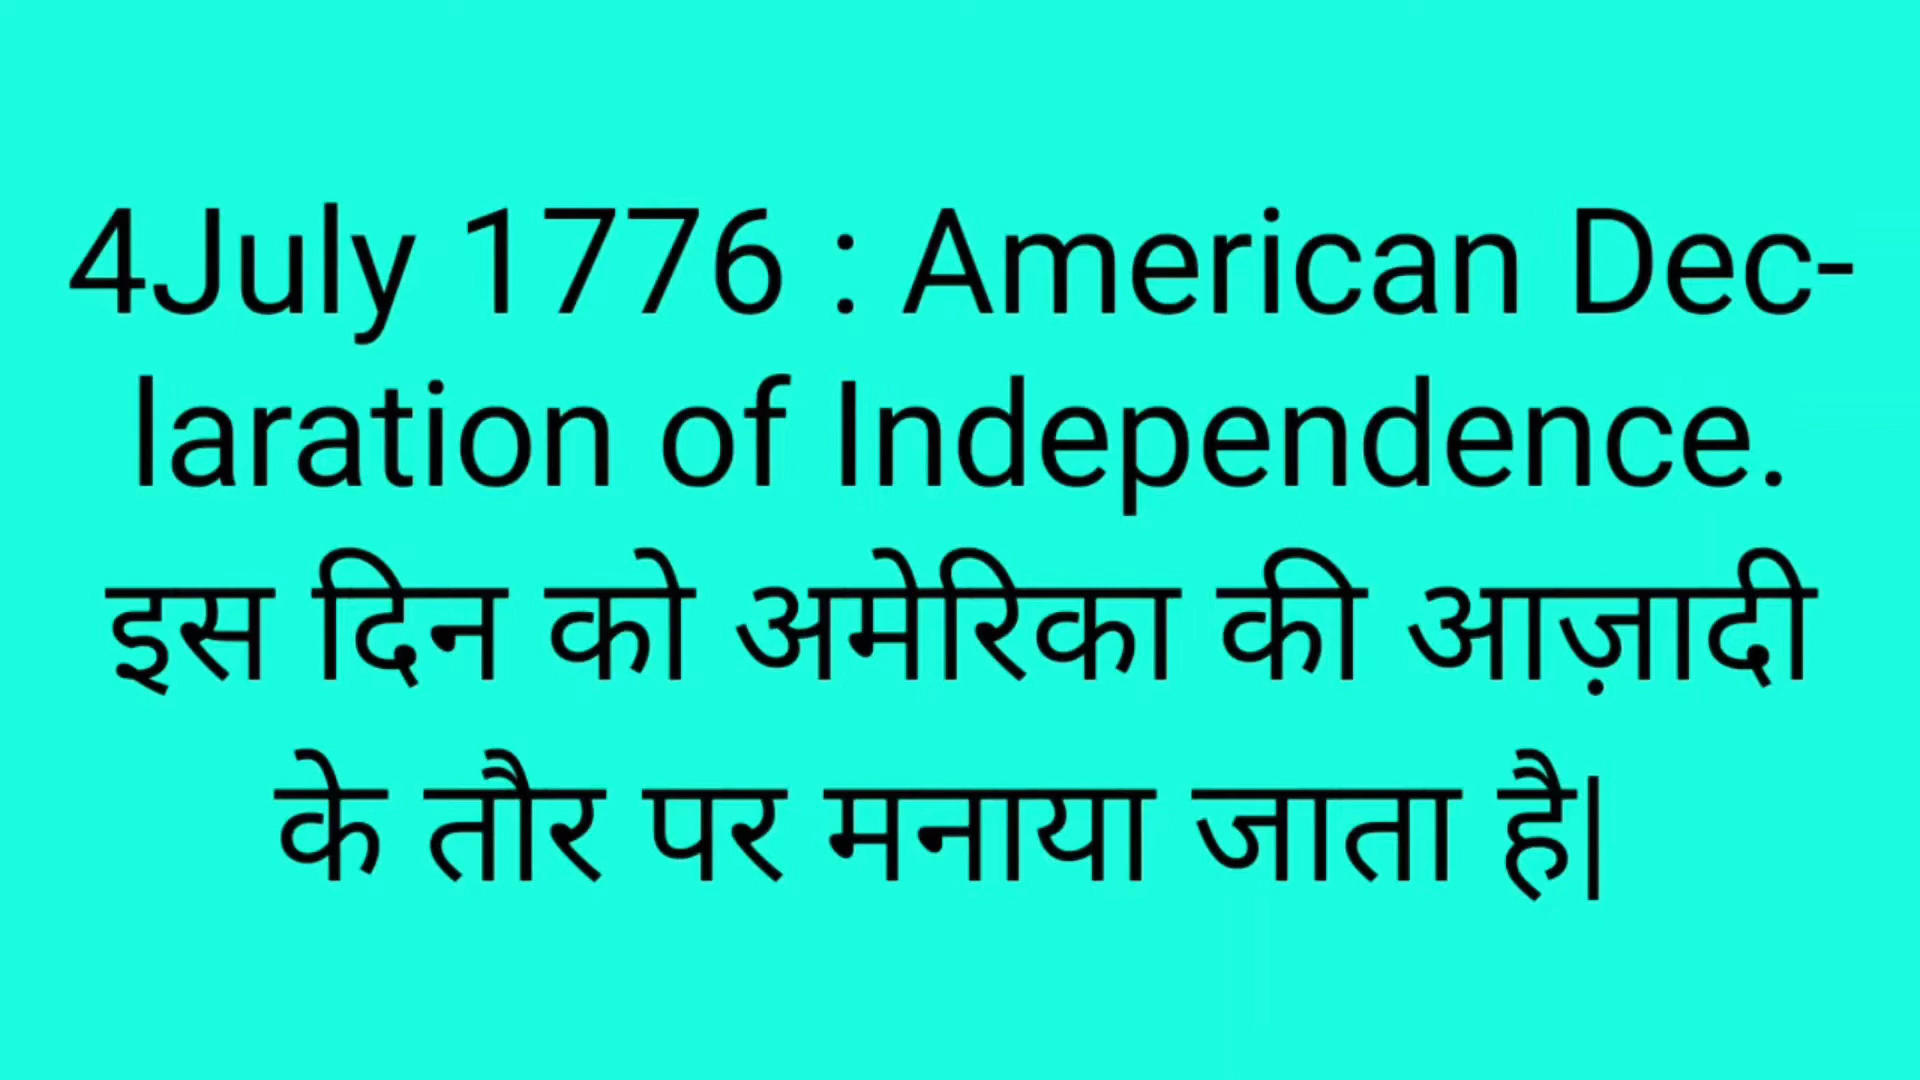 4July 1776 : American Dec-
laration of Independence.
इस दिन को अमेरिका की आज़ादी
के तौर पर मनाया जाता है|